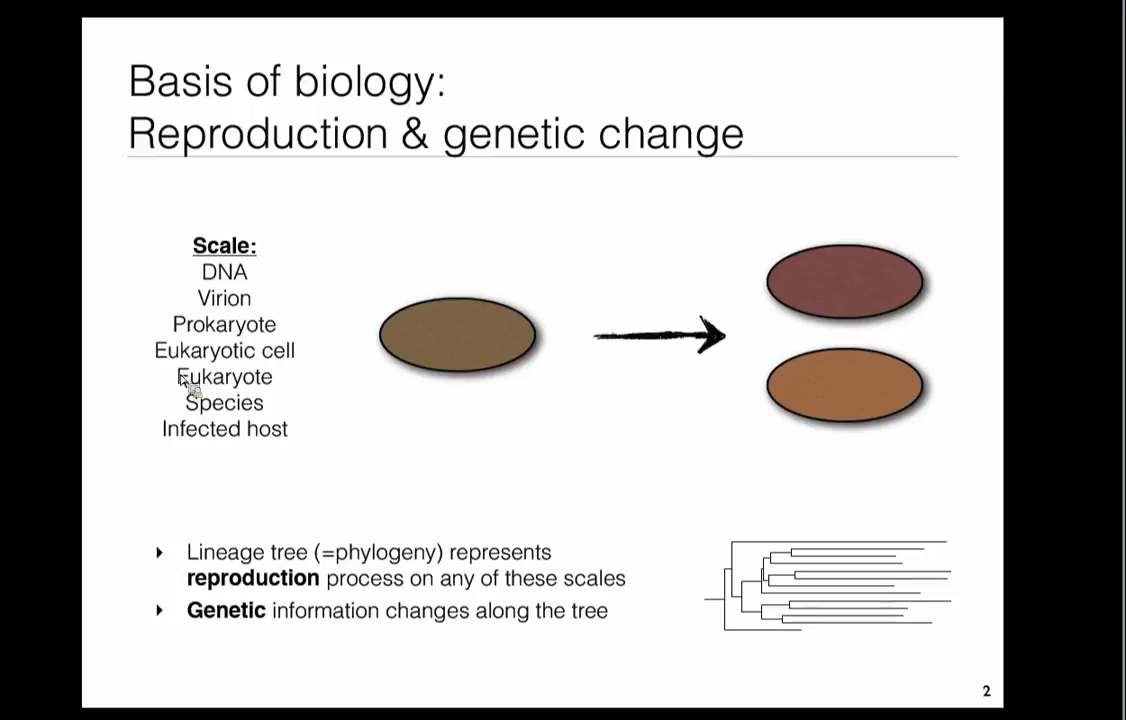 Basis of biology:
Reproduction & genetic change
Scale:
DNA
Virion
Prokaryote
Eukaryotic cell
Eukaryote
Species
Infected host
Lineage tree (=phylogeny) represents
reproduction process on any of these scales
Genetic information changes along the tree
2